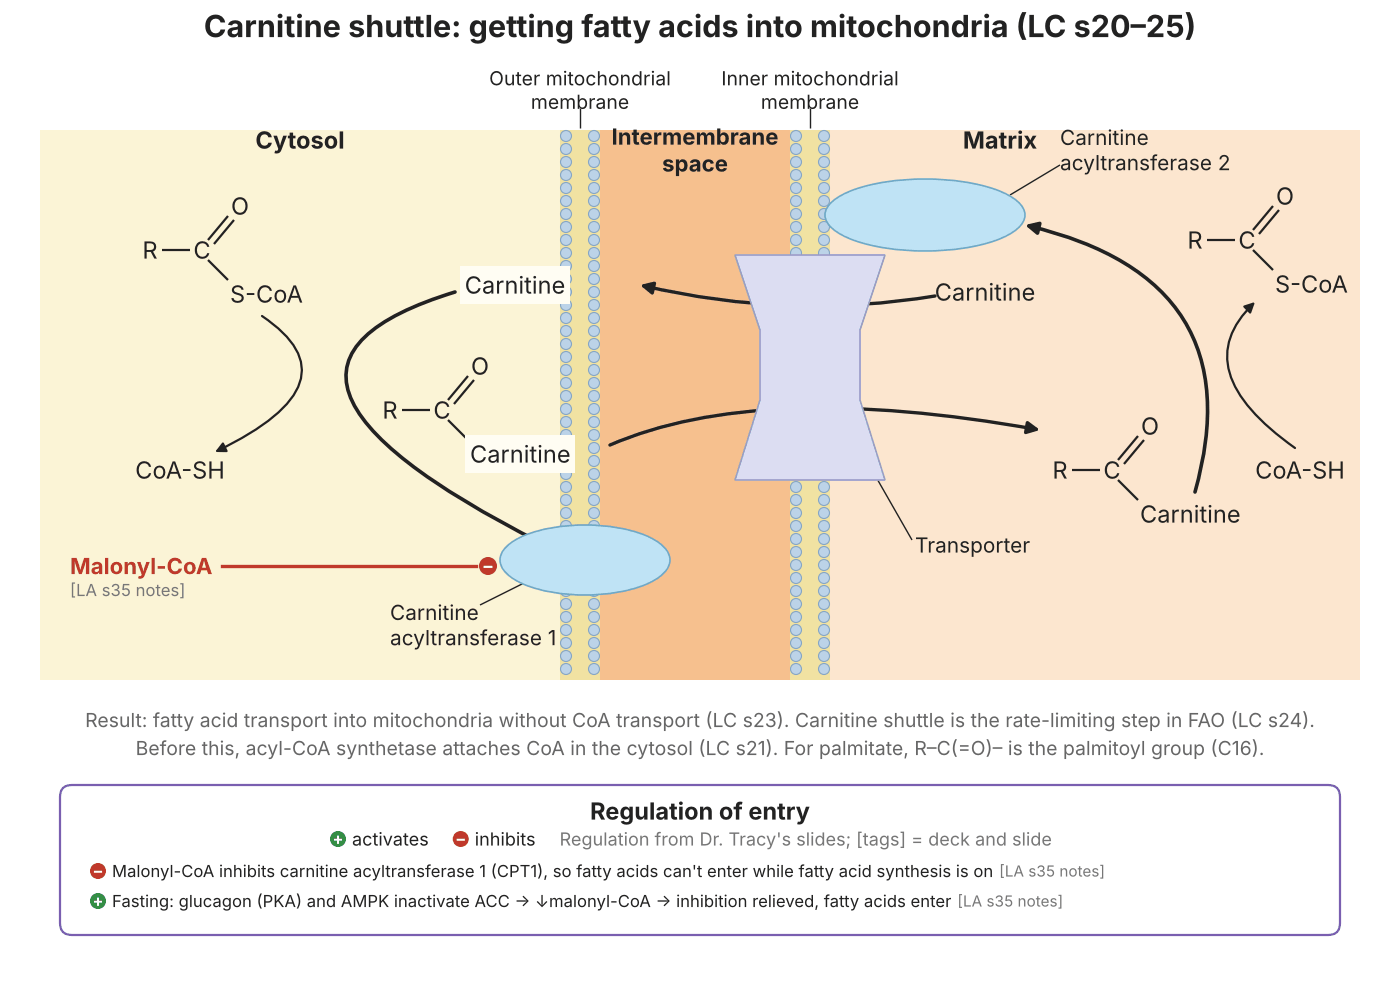 Carnitine shuttle: getting fatty acids into mitochondria (LC s20–25)
Outer mitochondrial
membrane
Inner mitochondrial
membrane
Cytosol
Intermembrane
space
Matrix
Carnitine
acyltransferase 2
O
R
C
S-CoA
CoA-SH
Carnitine
O
R
C
Carnitine
Carnitine
O
R
C
S-CoA
O
R
C
Carnitine
CoA-SH
Transporter
Malonyl-CoA
[LA s35 notes]
−
Carnitine
acyltransferase 1
Result: fatty acid transport into mitochondria without CoA transport (LC s23). Carnitine shuttle is the rate-limiting step in FAO (LC s24).
Before this, acyl-CoA synthetase attaches CoA in the cytosol (LC s21). For palmitate, R–C(=O)– is the palmitoyl group (C16).
Regulation of entry
+ activates − inhibits Regulation from Dr. Tracy's slides; [tags] = deck and slide
− Malonyl-CoA inhibits carnitine acyltransferase 1 (CPT1), so fatty acids can't enter while fatty acid synthesis is on [LA s35 notes]
+ Fasting: glucagon (PKA) and AMPK inactivate ACC → ↓malonyl-CoA → inhibition relieved, fatty acids enter [LA s35 notes]